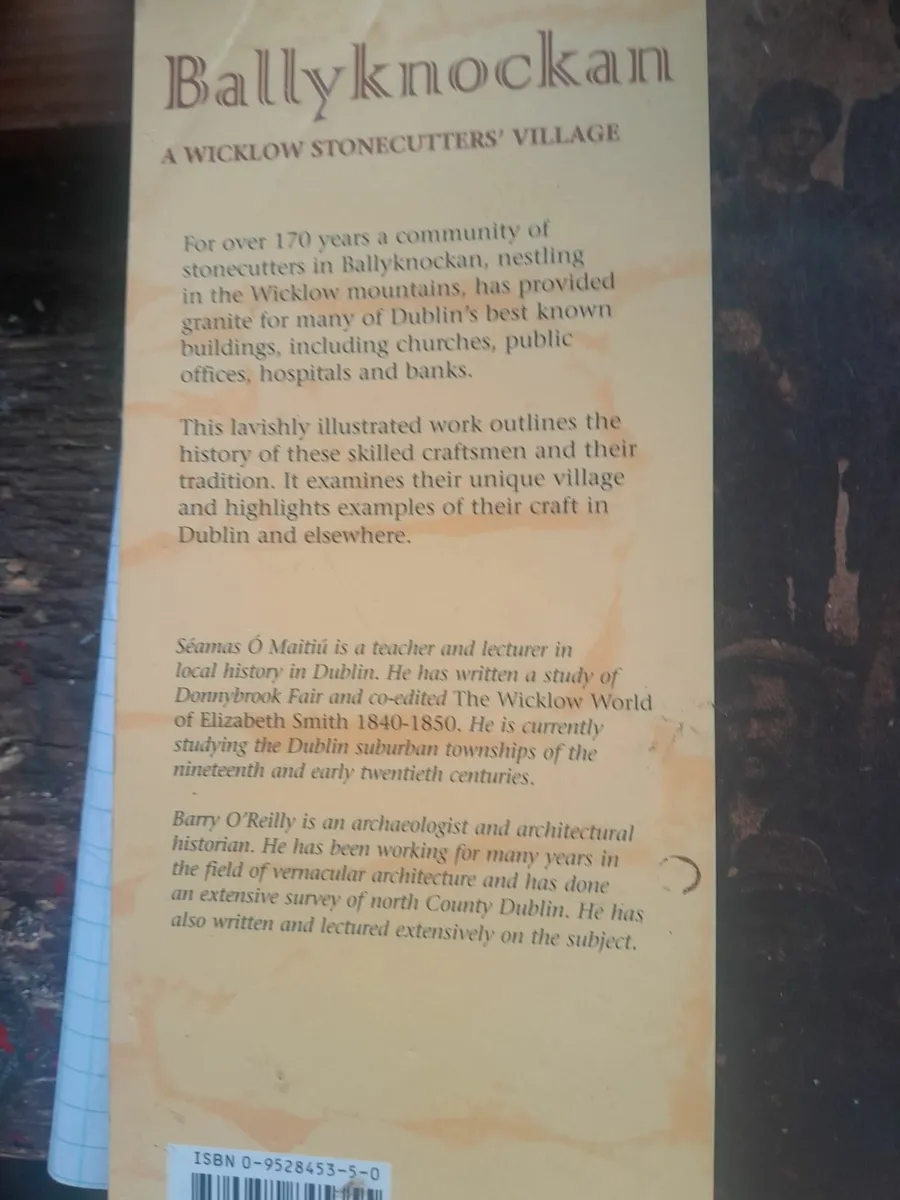 Ballyknockan
A WICKLOW STONECUTTERS' VILLAGE
For over 170 years a community of
stonecutters in Ballyknockan, nestling
in the Wicklow mountains, has provided
granite for many of Dublin's best known
buildings, including churches, public
offices, hospitals and banks.
This lavishly illustrated work outlines the
history of these skilled craftsmen and their
tradition. It examines their unique village
and highlights examples of their craft in
Dublin and elsewhere.
Séamas Ó Maitiú is a teacher and lecturer in
local history in Dublin. He has written a study of
Donnybrook Fair and co-edited The Wicklow World
of Elizabeth Smith 1840-1850. He is currently
studying the Dublin suburban townships of the
nineteenth and early twentieth centuries.
Barry O'Reilly is an archaeologist and architectural
historian. He has been working for many years in
the field of vernacular architecture and has done
an extensive survey of north County Dublin. He has
also written and lectured extensively on the subject.
ISBN 0-9528453-5-0